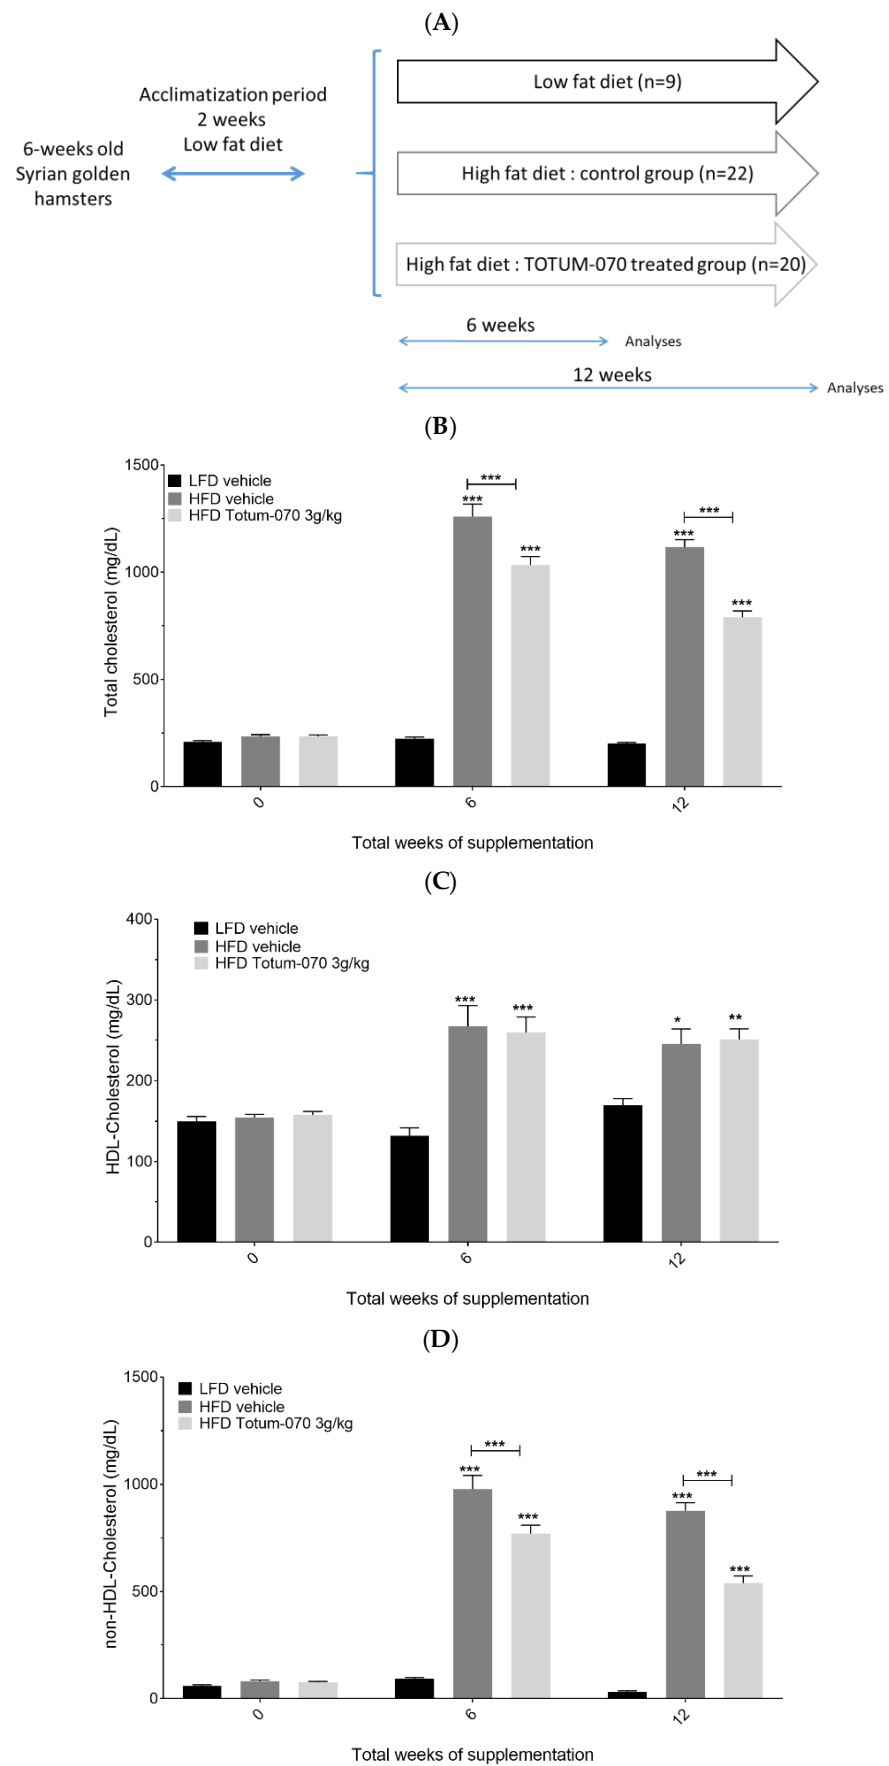 (A)
Acclimatization period
2 weeks
Low fat diet
6-weeks old
Syrian golden
hamsters
Low fat diet (n=9)
High fat diet : control group (n=22)
High fat diet : TOTUM-070 treated group (n=20)
6 weeks
Analyses
12 weeks
Analyses
(B)
Total cholesterol (mg/dL)
1500
1000
500
0
LFD vehicle
HFD vehicle
HFD Totum-070 3g/kg
***
***
***
***
***
***
0
6
12
Total weeks of supplementation
(C)
HDL-Cholesterol (mg/dL)
400
300
200
100
0
LFD vehicle
HFD vehicle
HFD Totum-070 3g/kg
***
***
*
**
0
6
12
Total weeks of supplementation
(D)
non-HDL-Cholesterol (mg/dL)
1500
1000
500
0
LFD vehicle
HFD vehicle
HFD Totum-070 3g/kg
***
***
***
***
***
***
0
6
12
Total weeks of supplementation